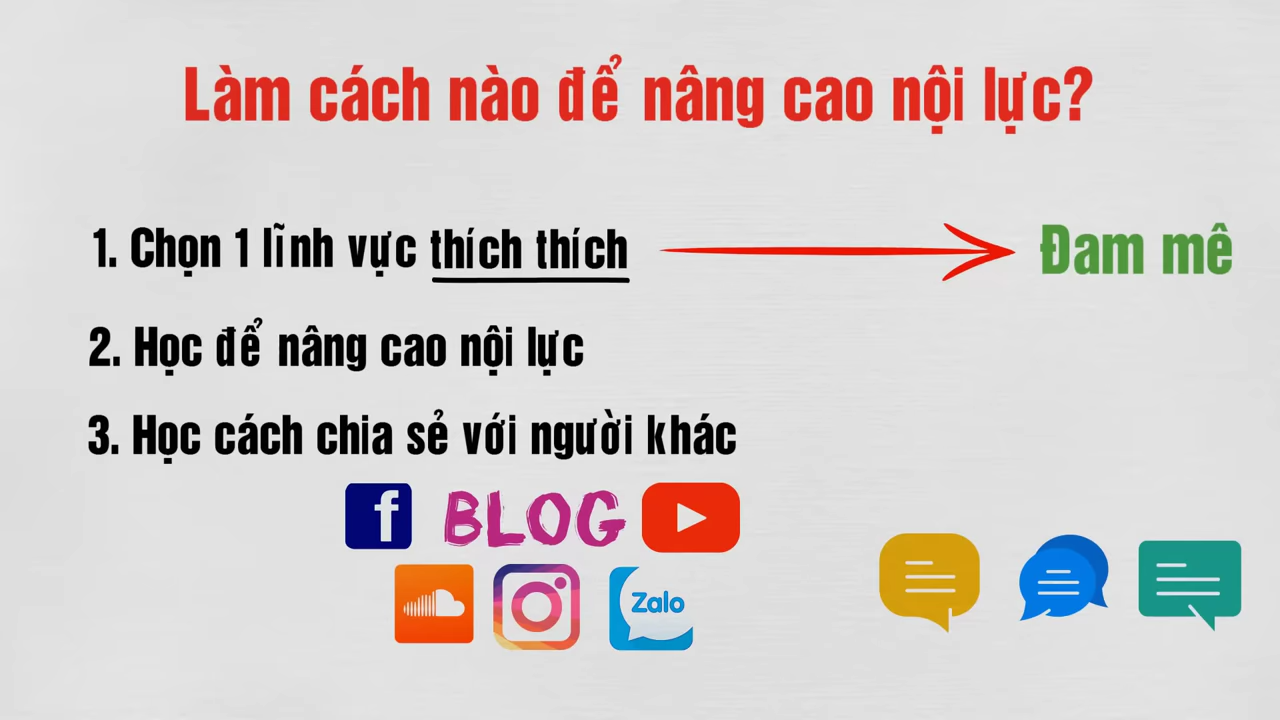 Làm cách nào để nâng cao nội lực?
1. Chọn 1 lĩnh vực thích thích
Đam mê
2. Học để nâng cao nội lực
3. Học cách chia sẻ với người khác
f BLOG
Zalo